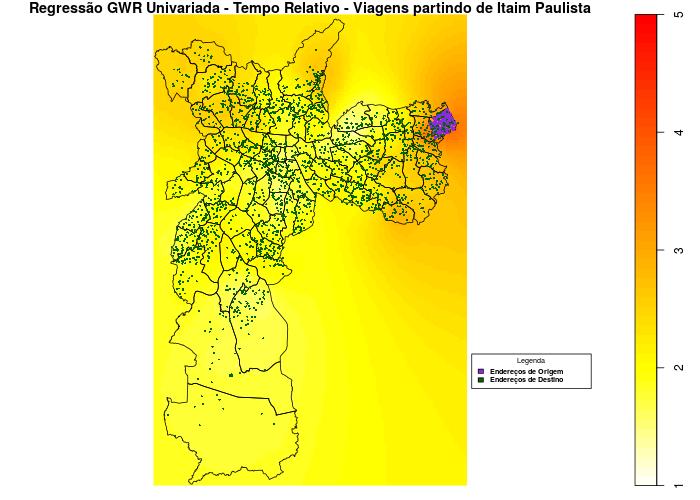 Regressão GWR Univariada - Tempo Relativo - Viagens partindo de Itaim Paulista
5
4
3
2
1
Legenda
Endereços de Origem
Endereços de Destino